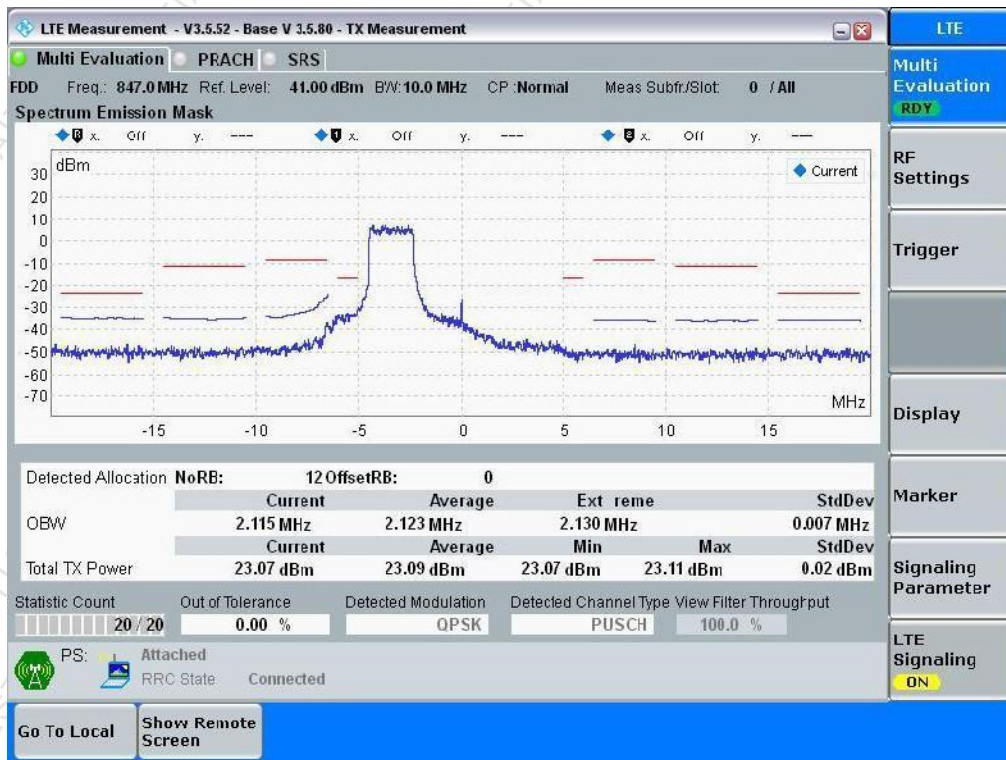 LTE Measurement - V3.5.52 - Base V 3.5.80 - TX Measurement
LTE
Multi Evaluation PRACH SRS
Multi Evaluation
RDY
FDD Freq.: 847.0 MHz Ref. Level: 41.00 dBm BW: 10.0 MHz CP :Normal Meas Subfr./Slot: 0 / All
Spectrum Emission Mask
R x. Off y. --- 1 x. Off y. --- 2 x. Off y. ---
dBm
Current
30
20
10
0
-10
-20
-30
-40
-50
-60
-70
MHz
-15 -10 -5 0 5 10 15
RF Settings
Trigger
Display
Marker
Signaling Parameter
LTE Signaling
ON
Detected Allocation NoRB: 12 OffsetRB: 0
Current Average Extreme StdDev
OBW 2.115 MHz 2.123 MHz 2.130 MHz 0.007 MHz
Current Average Min Max StdDev
Total TX Power 23.07 dBm 23.09 dBm 23.07 dBm 23.11 dBm 0.02 dBm
Statistic Count Out of Tolerance Detected Modulation Detected Channel Type View Filter Throughput
20 / 20 0.00 % QPSK PUSCH 100.0 %
PS: Attached
RRC State Connected
Go To Local
Show Remote Screen